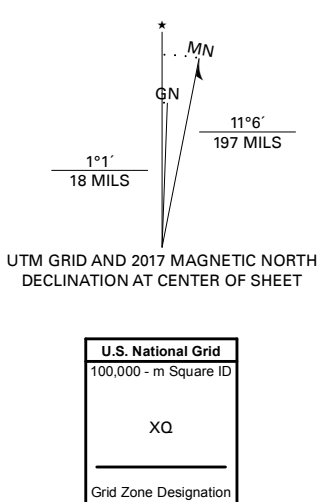 MN
GN
11°6´
197 MILS
1°1´
18 MILS
UTM GRID AND 2017 MAGNETIC NORTH
DECLINATION AT CENTER OF SHEET
U.S. National Grid
100,000 - m Square ID
XQ
Grid Zone Designation